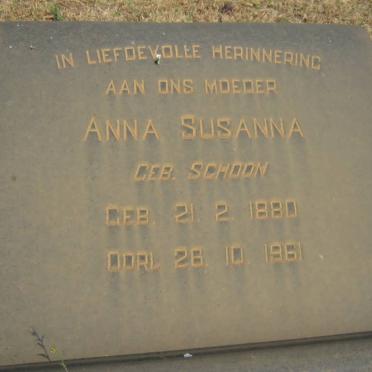 IN LIEFDEVOLLE HERINNERING
AAN ONS MOEDER
ANNA SUSANNA
GEB. SCHOON
GEB. 21. 2. 1880
OORL. 28. 10. 1961